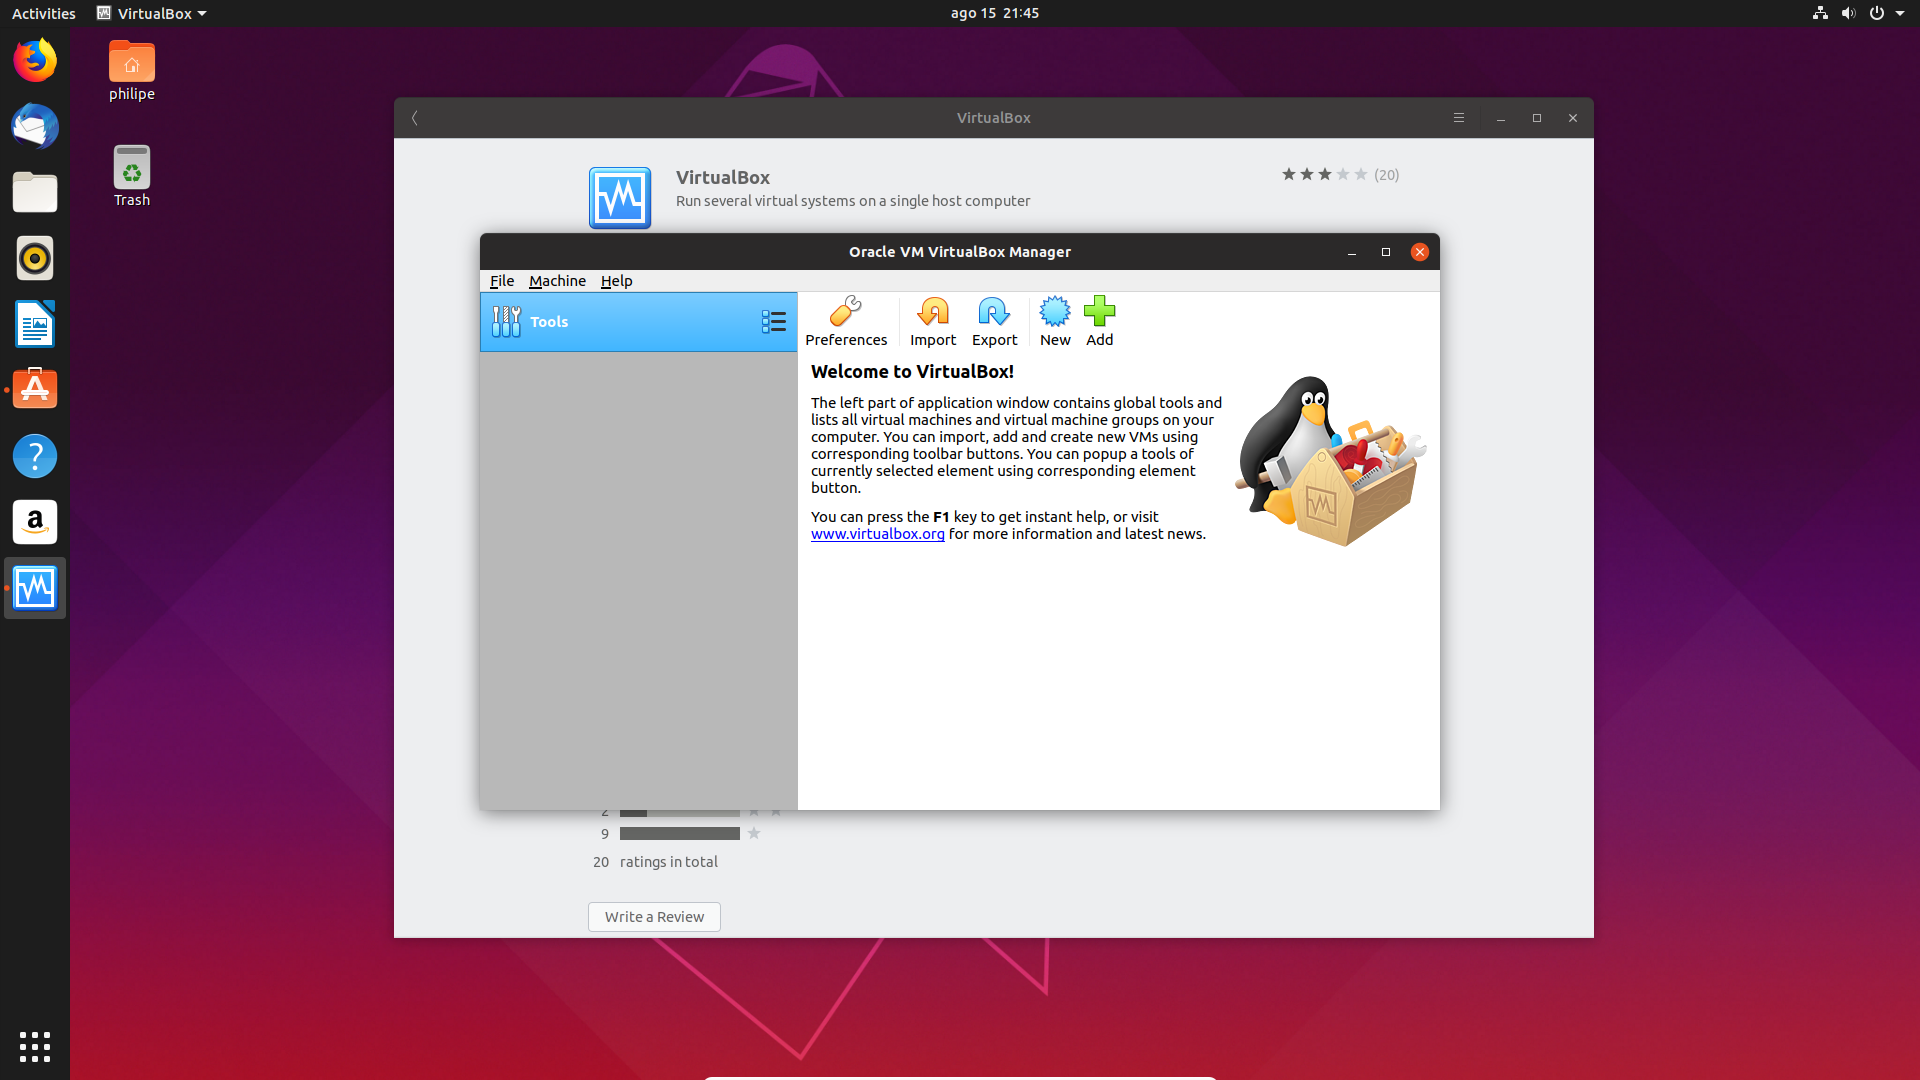 Activities
VirtualBox
ago 15 21:45
philipe
Trash
VirtualBox
VirtualBox
(20)
Run several virtual systems on a single host computer
Oracle VM VirtualBox Manager
File Machine Help
Tools
Preferences
Import
Export
New
Add
Welcome to VirtualBox!
The left part of application window contains global tools and
lists all virtual machines and virtual machine groups on your
computer. You can import, add and create new VMs using
corresponding toolbar buttons. You can popup a tools of
currently selected element using corresponding element
button.
You can press the F1 key to get instant help, or visit
www.virtualbox.org for more information and latest news.
?
a
2
9
20 ratings in total
Write a Review